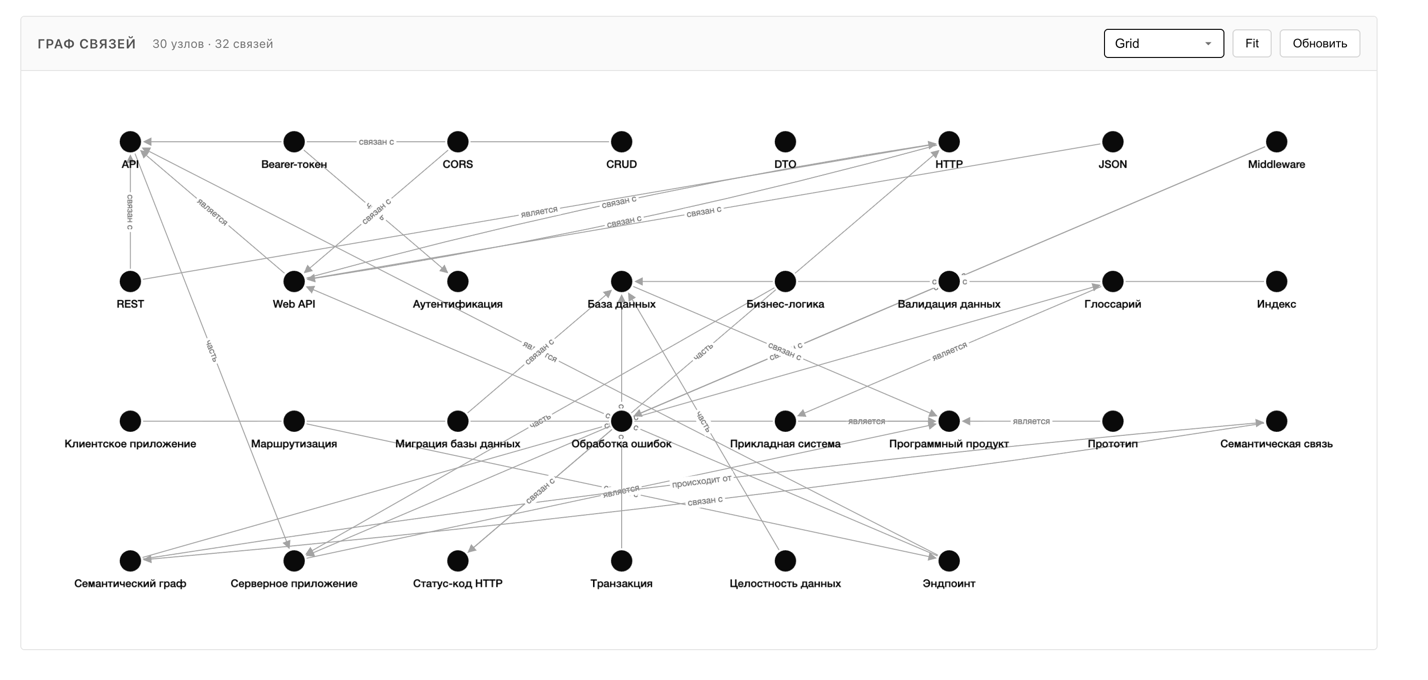 ГРАФ СВЯЗЕЙ 30 узлов · 32 связей Grid Fit Обновить
связан с
API Bearer-токен CORS CRUD DTO HTTP JSON Middleware
связан с
является
связан с
является
связан с
связан с
связан с
REST Web API Аутентификация База данных Бизнес-логика Валидация данных Глоссарий Индекс
часть
связан с
часть
связан с
является
часть
часть
является
является
Клиентское приложение Маршрутизация Миграция базы данных Обработка ошибок Прикладная система Программный продукт Прототип Семантическая связь
связан с
является
происходит от
связан с
Семантический граф Серверное приложение Статус-код HTTP Транзакция Целостность данных Эндпоинт